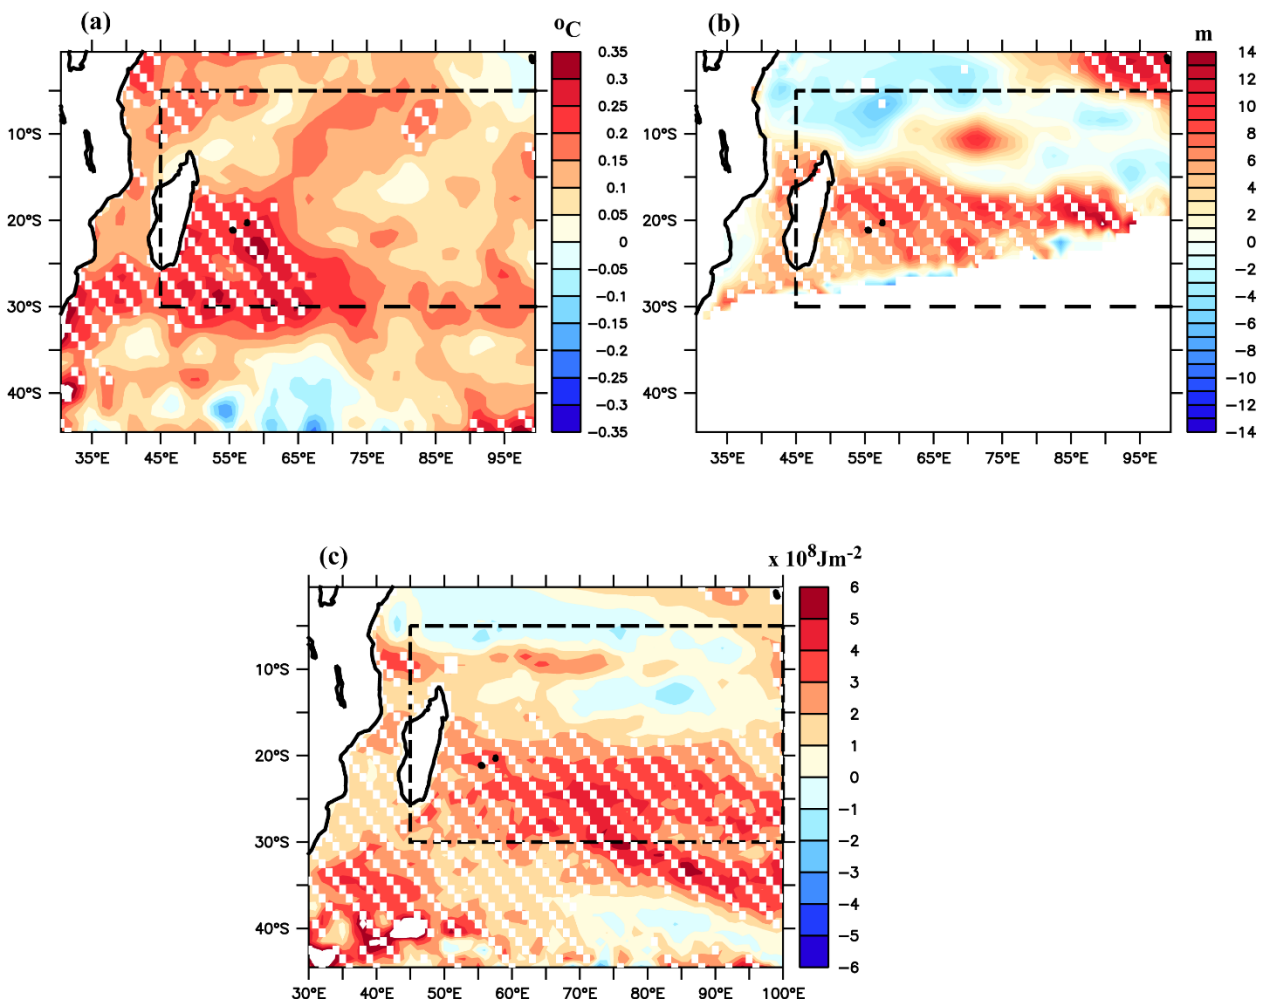 (a)
°C
10°S
20°S
30°S
40°S
35°E 45°E 55°E 65°E 75°E 85°E 95°E
0.35
0.3
0.25
0.2
0.15
0.1
0.05
0
−0.05
−0.1
−0.15
−0.2
−0.25
−0.3
−0.35
(b)
m
10°S
20°S
30°S
40°S
35°E 45°E 55°E 65°E 75°E 85°E 95°E
14
12
10
8
6
4
2
0
−2
−4
−6
−8
−10
−12
−14
(c)
x 10⁸Jm⁻²
10°S
20°S
30°S
40°S
30°E 40°E 50°E 60°E 70°E 80°E 90°E 100°E
6
5
4
3
2
1
0
−1
−2
−3
−4
−5
−6